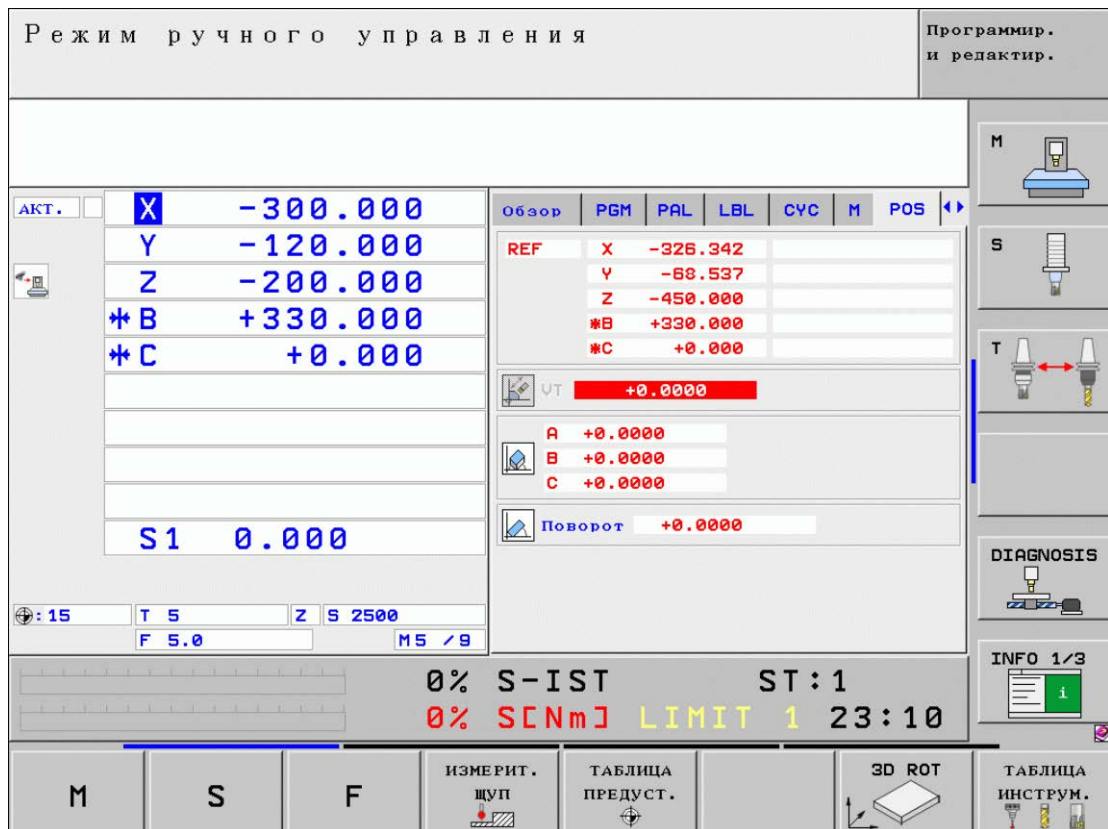 Режим ручного управления
Программир.
и редактир.
АКТ.
X -300.000
Y -120.000
Z -200.000
*B +330.000
*C +0.000
S1 0.000
:15 T 5 Z S 2500
F 5.0 M5 /9
Обзор PGM PAL LBL CYC M POS
REF X -326.342
Y -68.537
Z -450.000
*B +330.000
*C +0.000
VT +0.0000
A +0.0000
B +0.0000
C +0.0000
Поворот +0.0000
0% S-IST ST:1
0% S[Nm] LIMIT 1 23:10
M
S
T
DIAGNOSIS
INFO 1/3
i
M
S
F
ИЗМЕРИТ.
ЩУП
ТАБЛИЦА
ПРЕДУСТ.
3D ROT
ТАБЛИЦА
ИНСТРУМ.